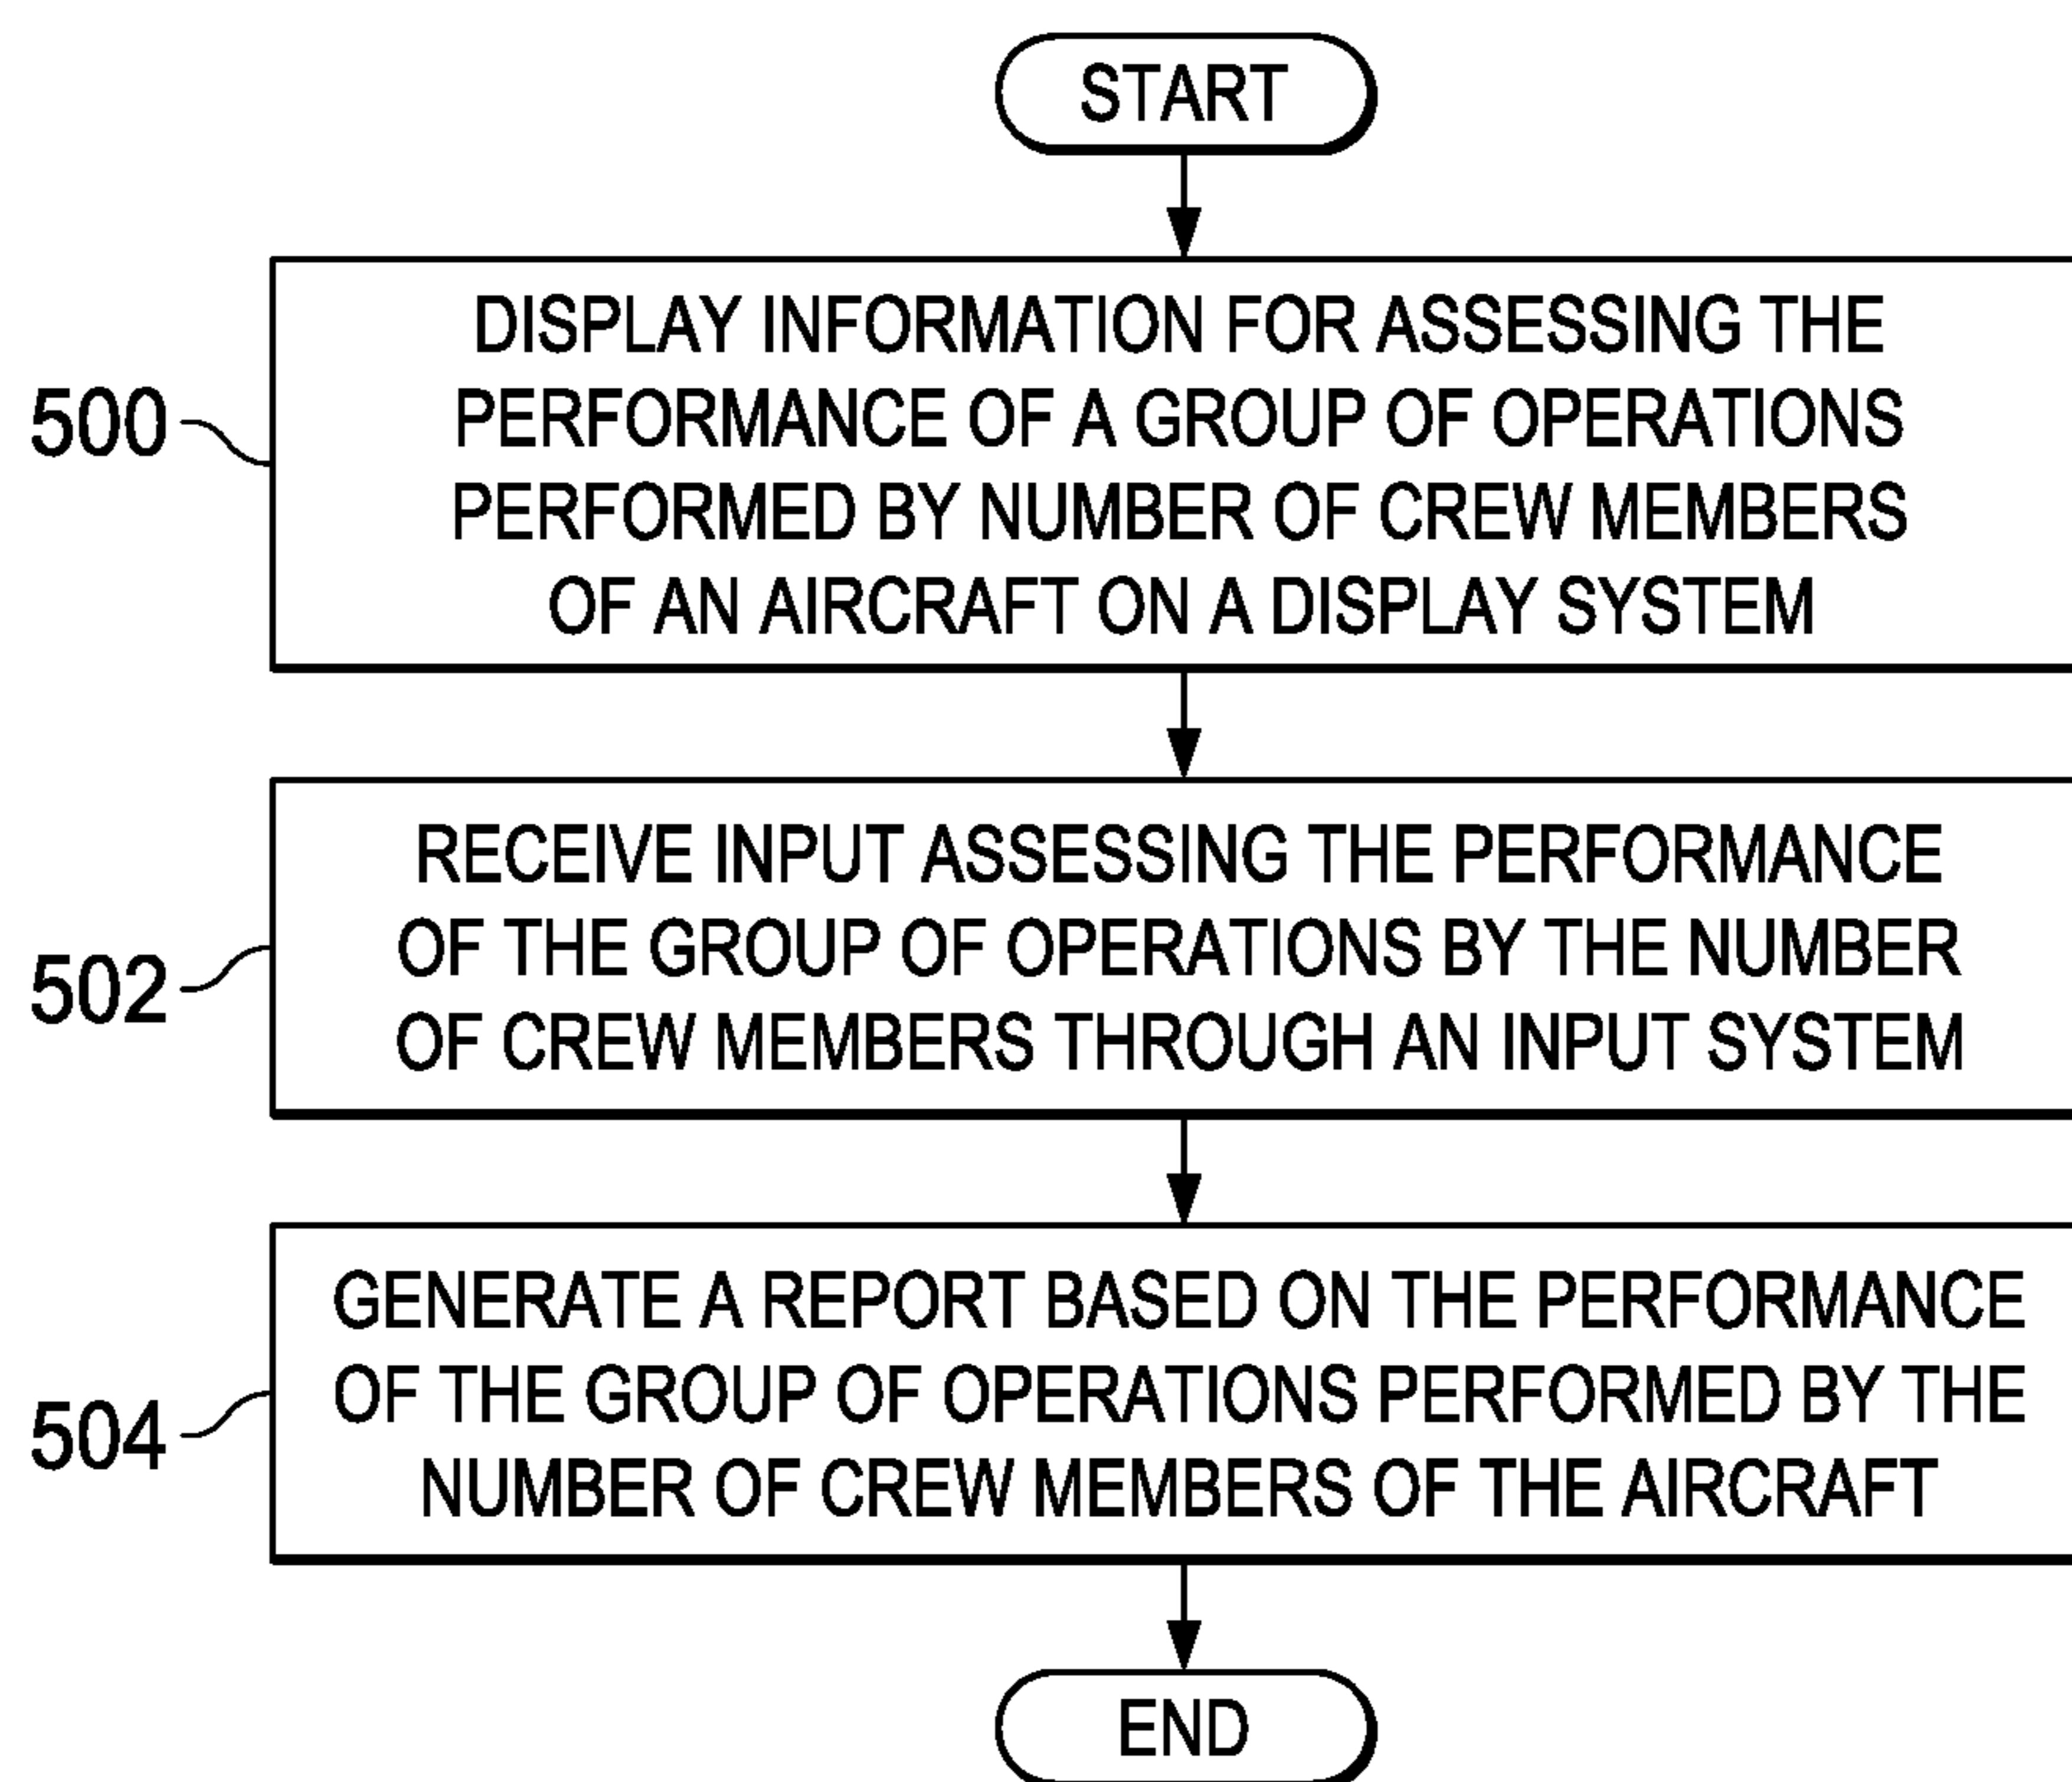 START
500
DISPLAY INFORMATION FOR ASSESSING THE
PERFORMANCE OF A GROUP OF OPERATIONS
PERFORMED BY NUMBER OF CREW MEMBERS
OF AN AIRCRAFT ON A DISPLAY SYSTEM
502
RECEIVE INPUT ASSESSING THE PERFORMANCE
OF THE GROUP OF OPERATIONS BY THE NUMBER
OF CREW MEMBERS THROUGH AN INPUT SYSTEM
504
GENERATE A REPORT BASED ON THE PERFORMANCE
OF THE GROUP OF OPERATIONS PERFORMED BY THE
NUMBER OF CREW MEMBERS OF THE AIRCRAFT
END